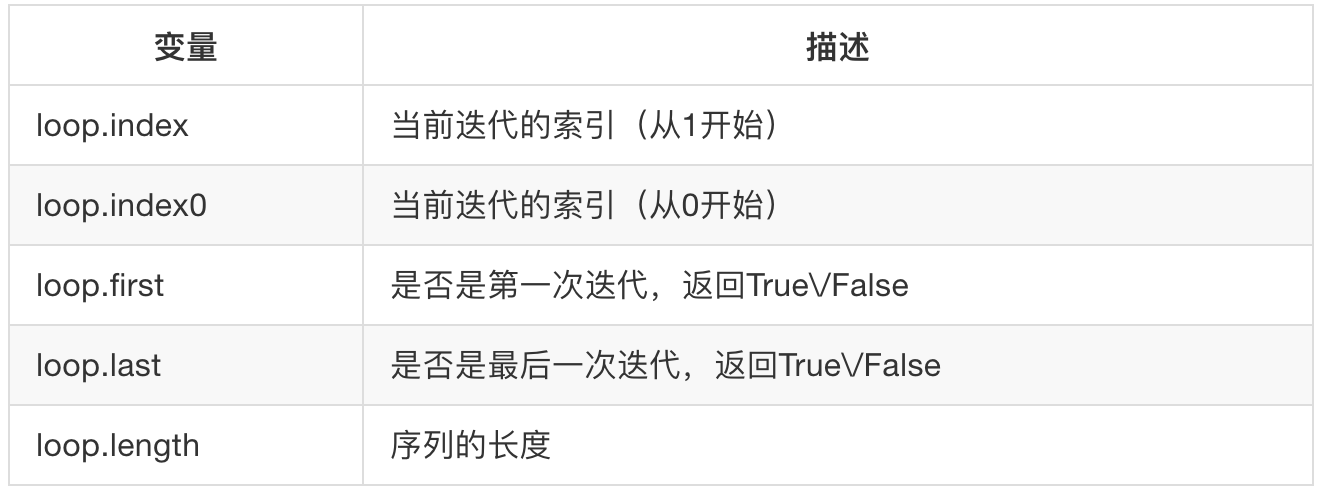 变量 描述
loop.index 当前迭代的索引（从1开始）
loop.index0 当前迭代的索引（从0开始）
loop.first 是否是第一次迭代，返回True\/False
loop.last 是否是最后一次迭代，返回True\/False
loop.length 序列的长度